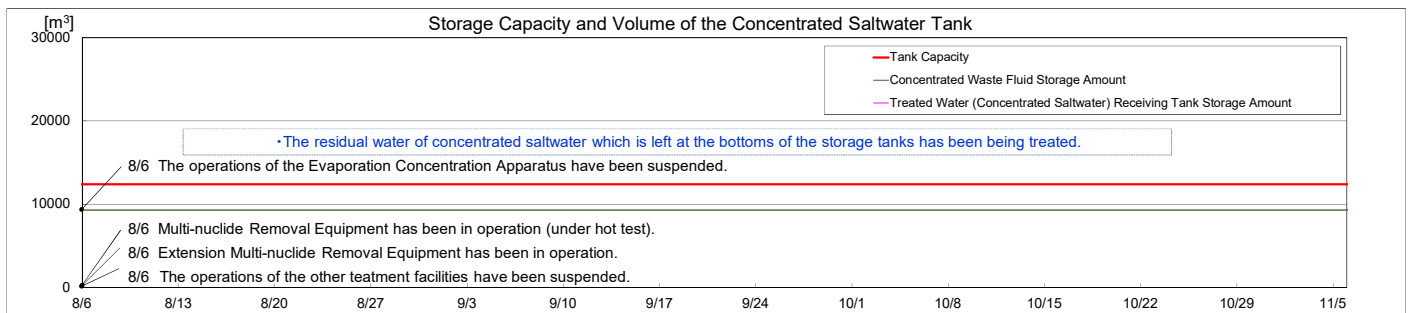 [m³]
Storage Capacity and Volume of the Concentrated Saltwater Tank
30000
Tank Capacity
Concentrated Waste Fluid Storage Amount
Treated Water (Concentrated Saltwater) Receiving Tank Storage Amount
20000
・The residual water of concentrated saltwater which is left at the bottoms of the storage tanks has been being treated.
8/6 The operations of the Evaporation Concentration Apparatus have been suspended.
10000
8/6 Multi-nuclide Removal Equipment has been in operation (under hot test).
8/6 Extension Multi-nuclide Removal Equipment has been in operation.
8/6 The operations of the other teatment facilities have been suspended.
0
8/6 8/13 8/20 8/27 9/3 9/10 9/17 9/24 10/1 10/8 10/15 10/22 10/29 11/5